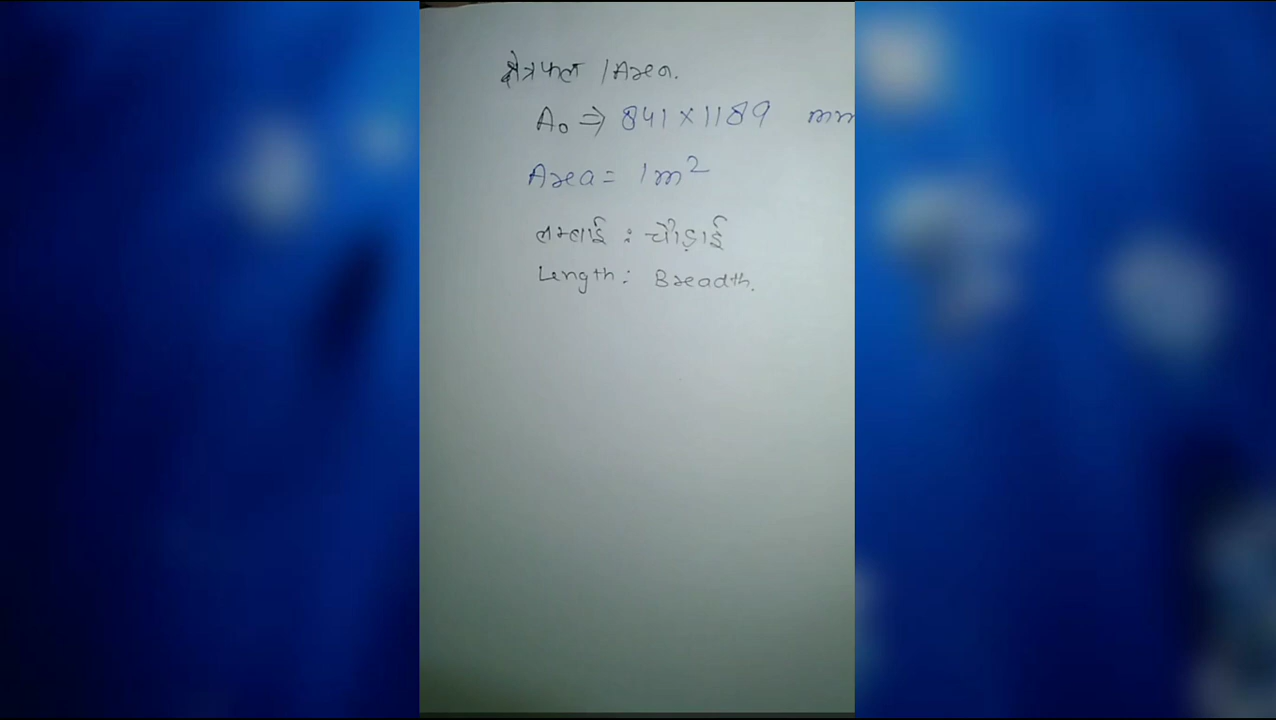 क्षेत्रफल / Area.
A₀ ⇒ 841 × 1189 mm
Area = 1m²
लम्बाई : चौड़ाई
Length : Breadth.